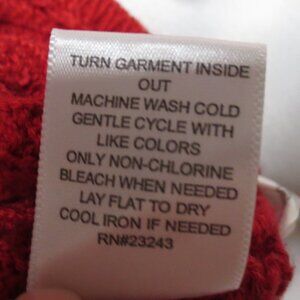 TURN GARMENT INSIDE
OUT
MACHINE WASH COLD
GENTLE CYCLE WITH
LIKE COLORS
ONLY NON-CHLORINE
BLEACH WHEN NEEDED
LAY FLAT TO DRY
COOL IRON IF NEEDED
RN#23243